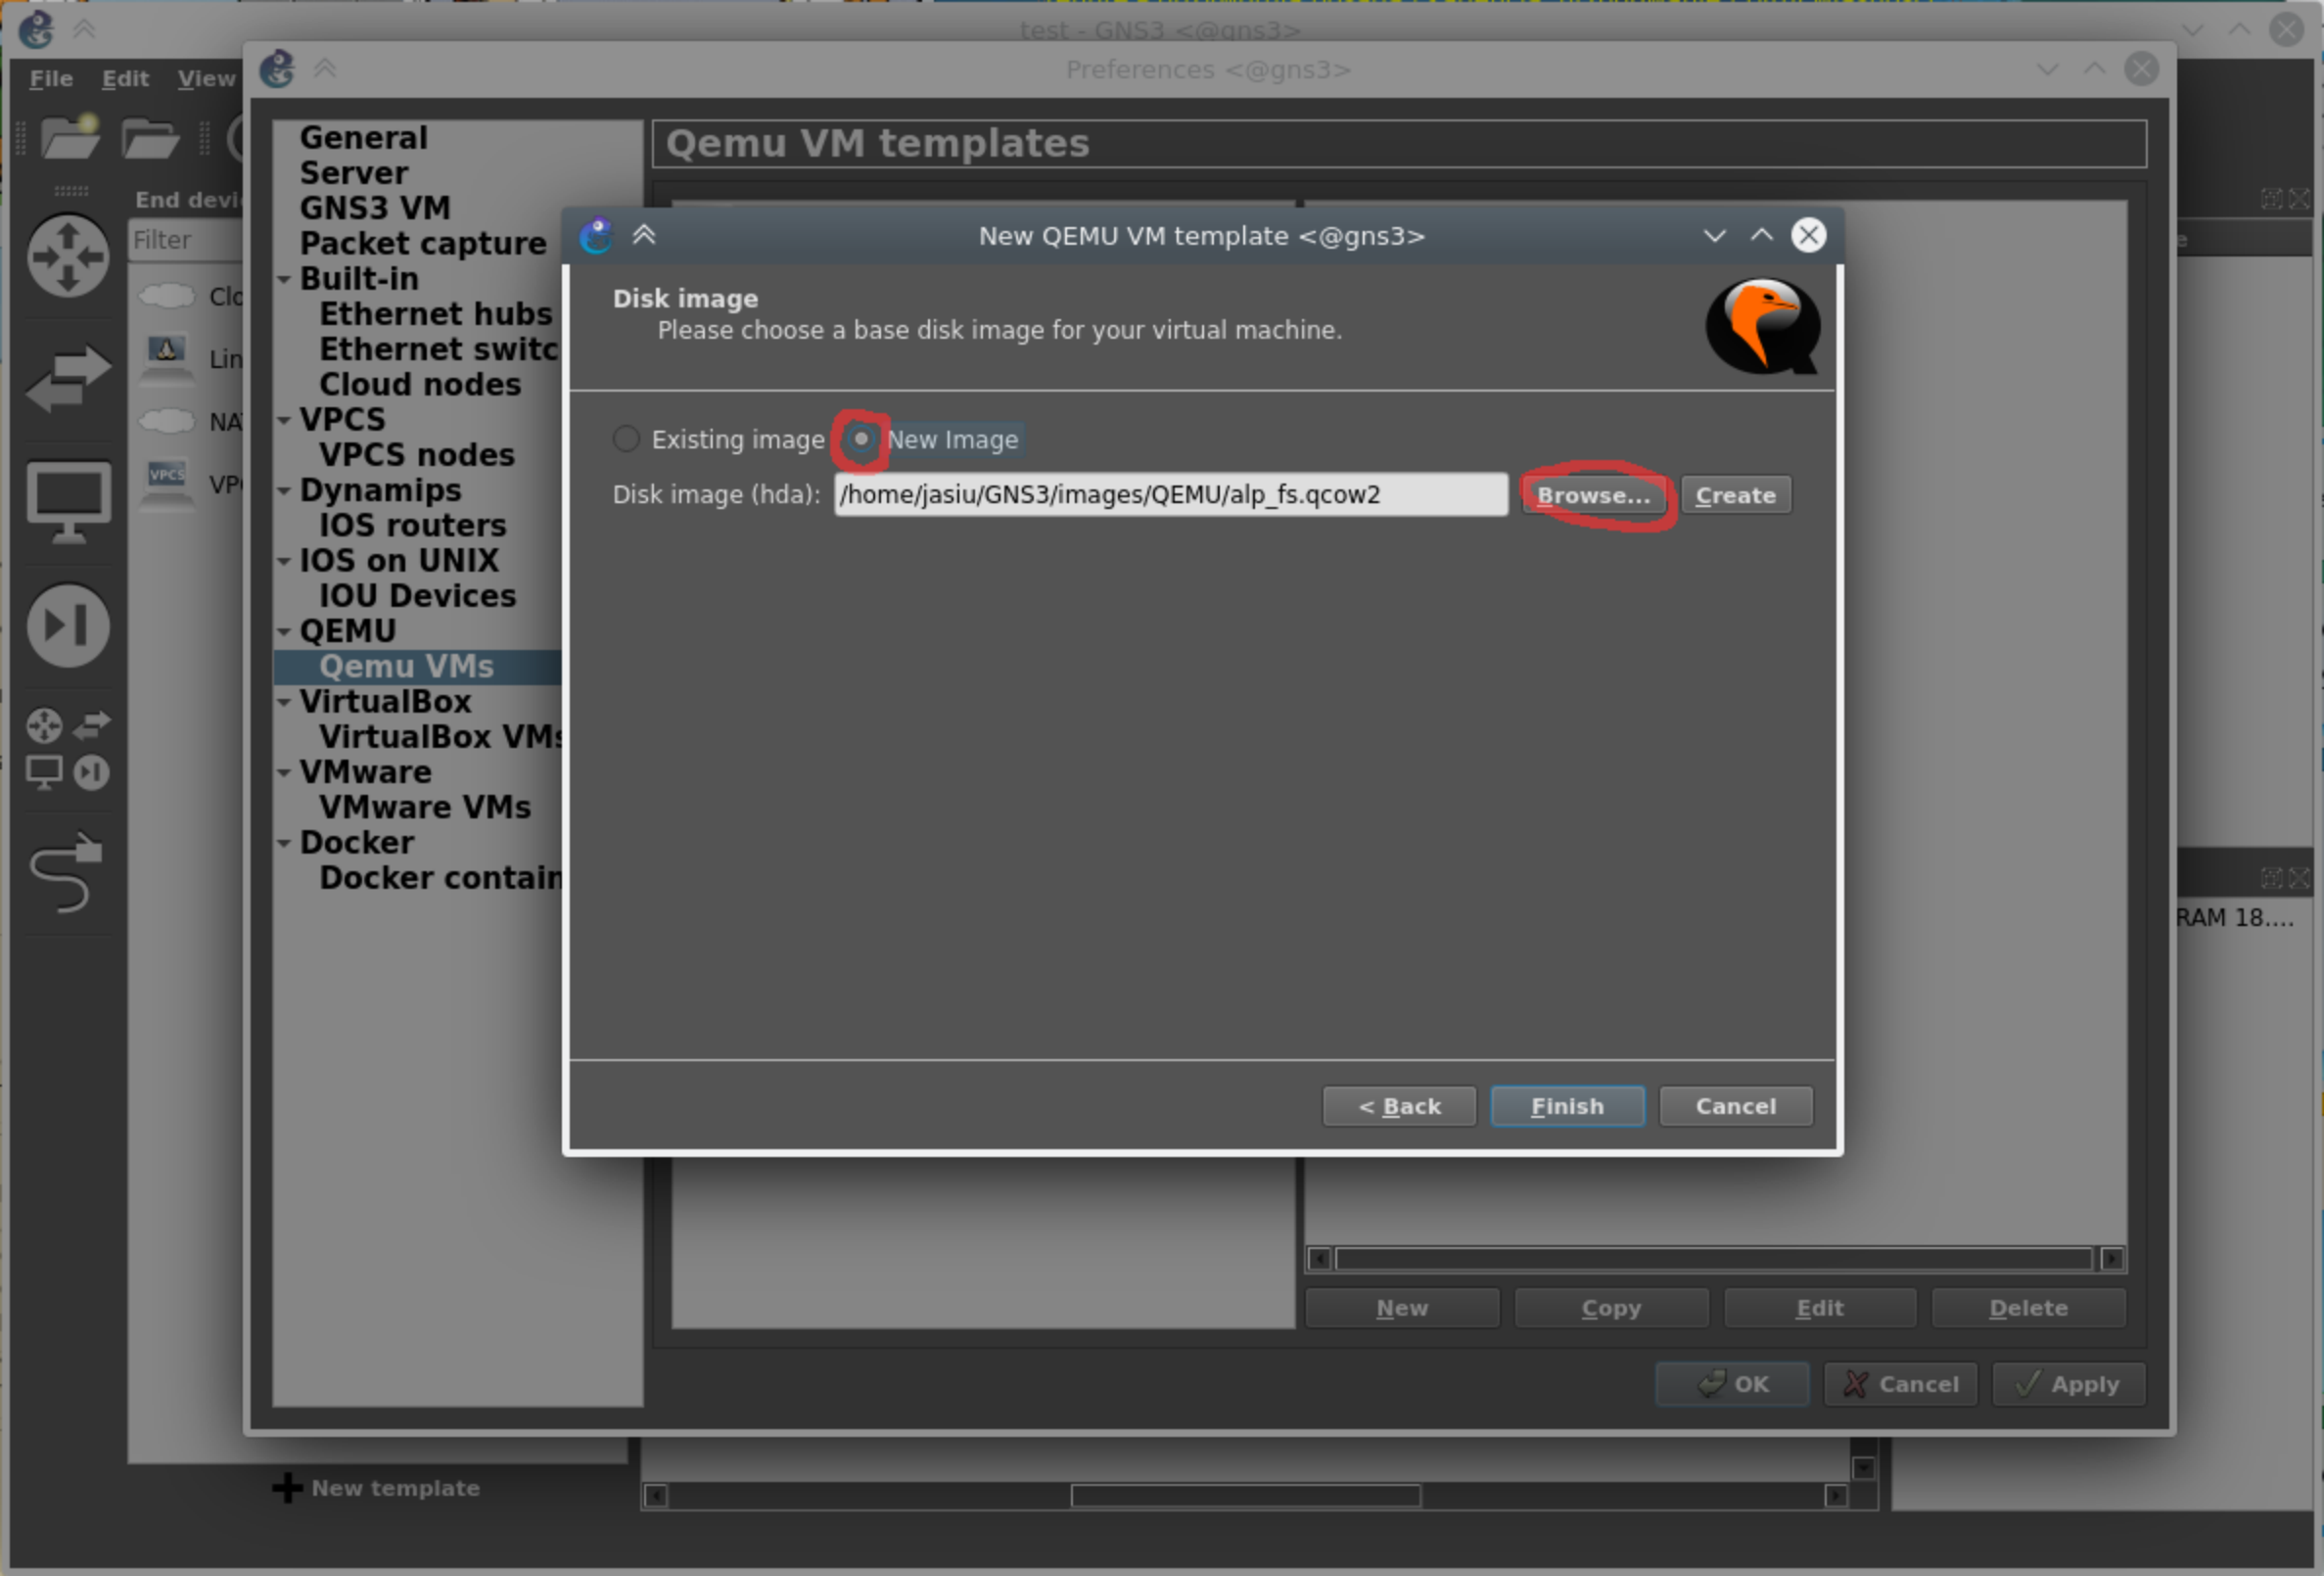 test - GNS3 <@gns3>
Preferences <@gns3>
File Edit View
Qemu VM templates
End devi
Filter
Clo
Lin
NA
VPCS
VP
General
Server
GNS3 VM
Packet capture
Built-in
Ethernet hubs
Ethernet switc
Cloud nodes
VPCS
VPCS nodes
Dynamips
IOS routers
IOS on UNIX
IOU Devices
QEMU
Qemu VMs
VirtualBox
VirtualBox VMs
VMware
VMware VMs
Docker
Docker contain
New QEMU VM template <@gns3>
Disk image
Please choose a base disk image for your virtual machine.
Existing image New Image
Disk image (hda): /home/jasiu/GNS3/images/QEMU/alp_fs.qcow2 Browse... Create
< Back Finish Cancel
RAM 18....
New Copy Edit Delete
OK Cancel Apply
New template